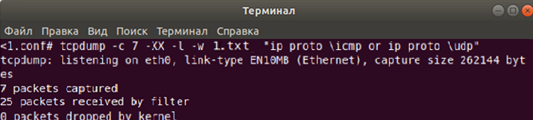 Терминал
Файл Правка Вид Поиск Терминал Справка
<1.conf# tcpdump -c 7 -XX -l -w 1.txt "ip proto \icmp or ip proto \udp"
tcpdump: listening on eth0, link-type EN10MB (Ethernet), capture size 262144 byt
es
7 packets captured
25 packets received by filter
0 packets dropped by kernel